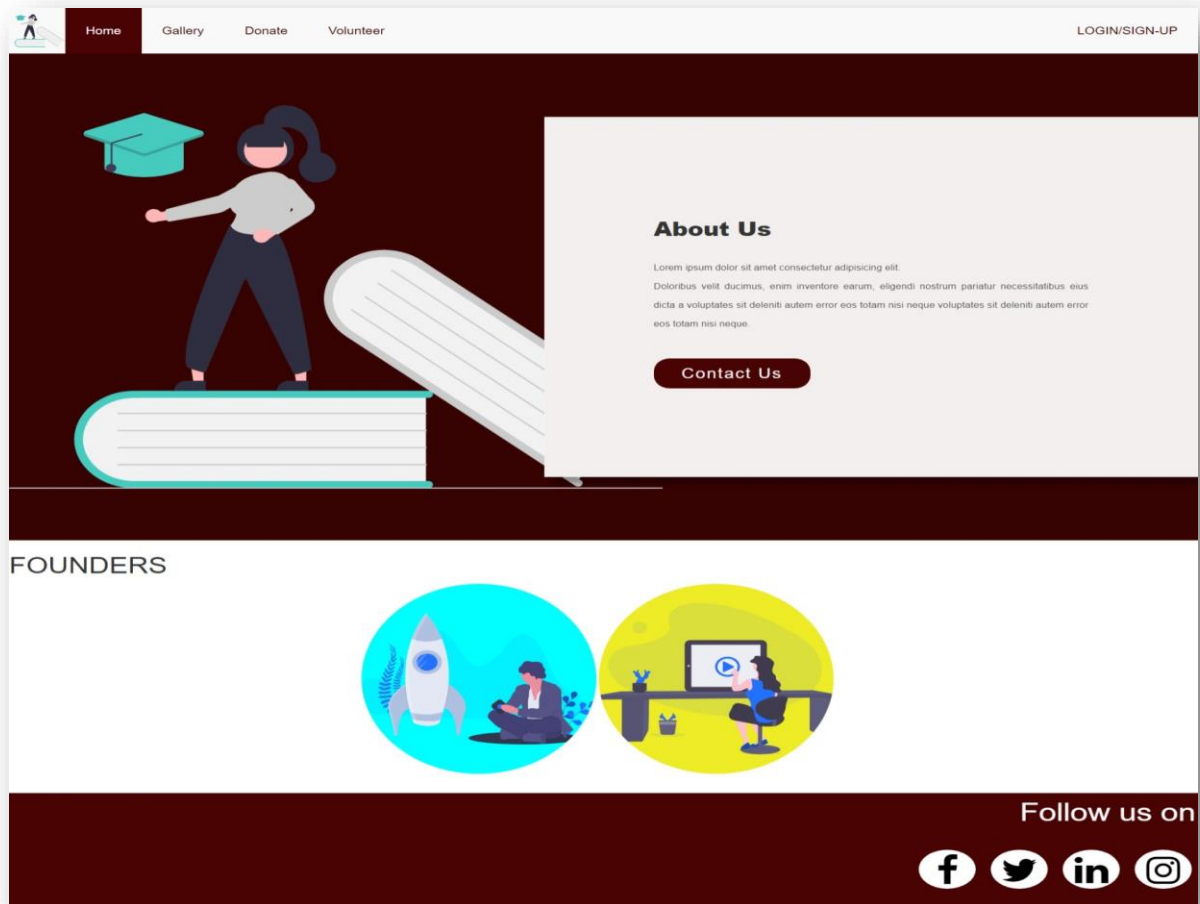 Home Gallery Donate Volunteer LOGIN/SIGN-UP
About Us
Lorem ipsum dolor sit amet consectetur adipisicing elit.
Doloribus velit ducimus, enim inventore earum, eligendi nostrum pariatur necessitatibus eius
dicta a voluptates sit deleniti autem error eos totam nisi neque voluptates sit deleniti autem error
eos totam nisi neque.
Contact Us
FOUNDERS
Follow us on